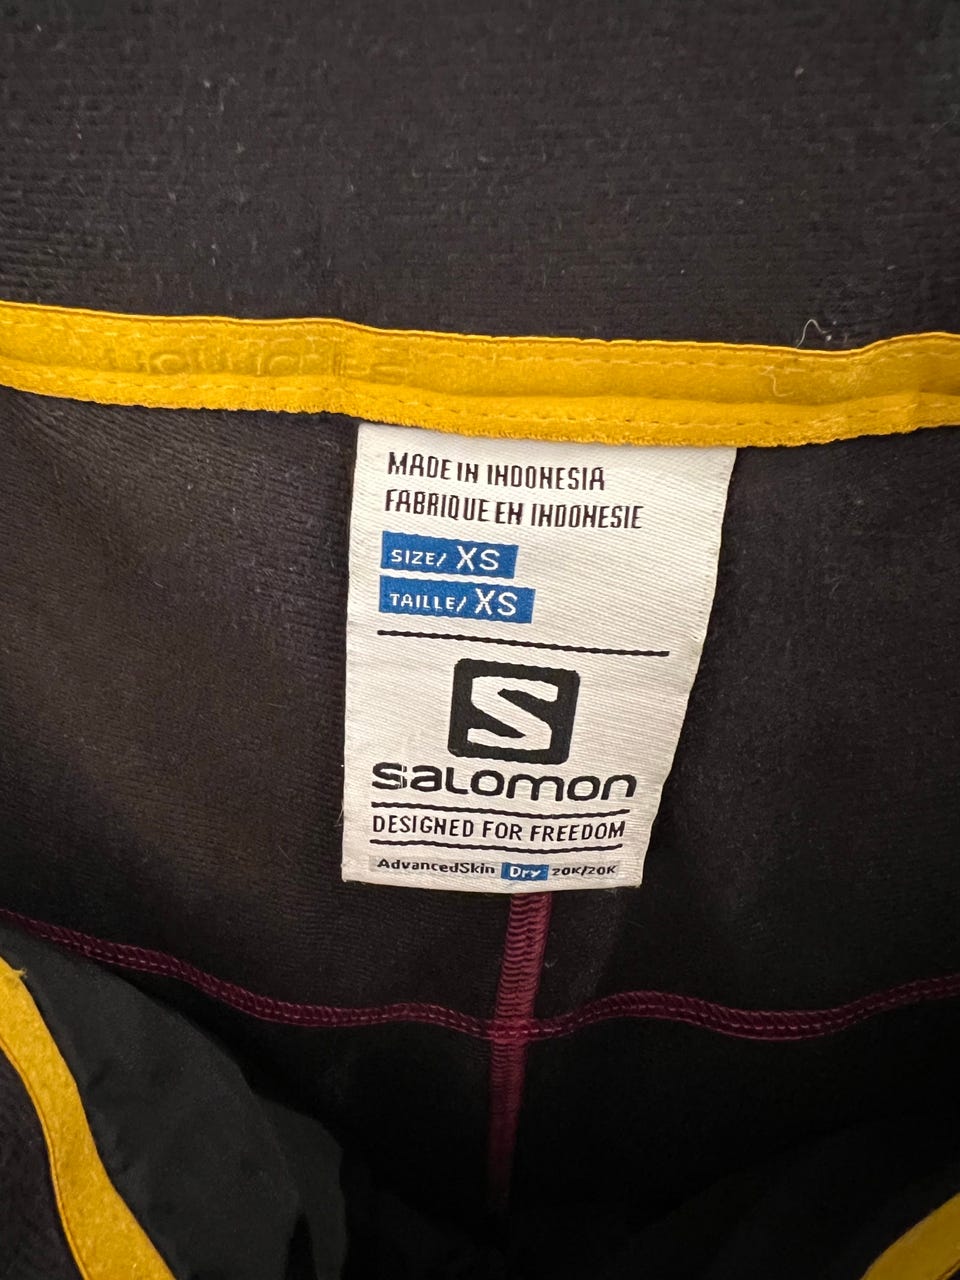 MADE IN INDONESIA
FABRIQUE EN INDONESIE
SIZE/ XS
TAILLE/ XS
S
SALOMON
DESIGNED FOR FREEDOM
AdvancedSkin Dry 20K/20K